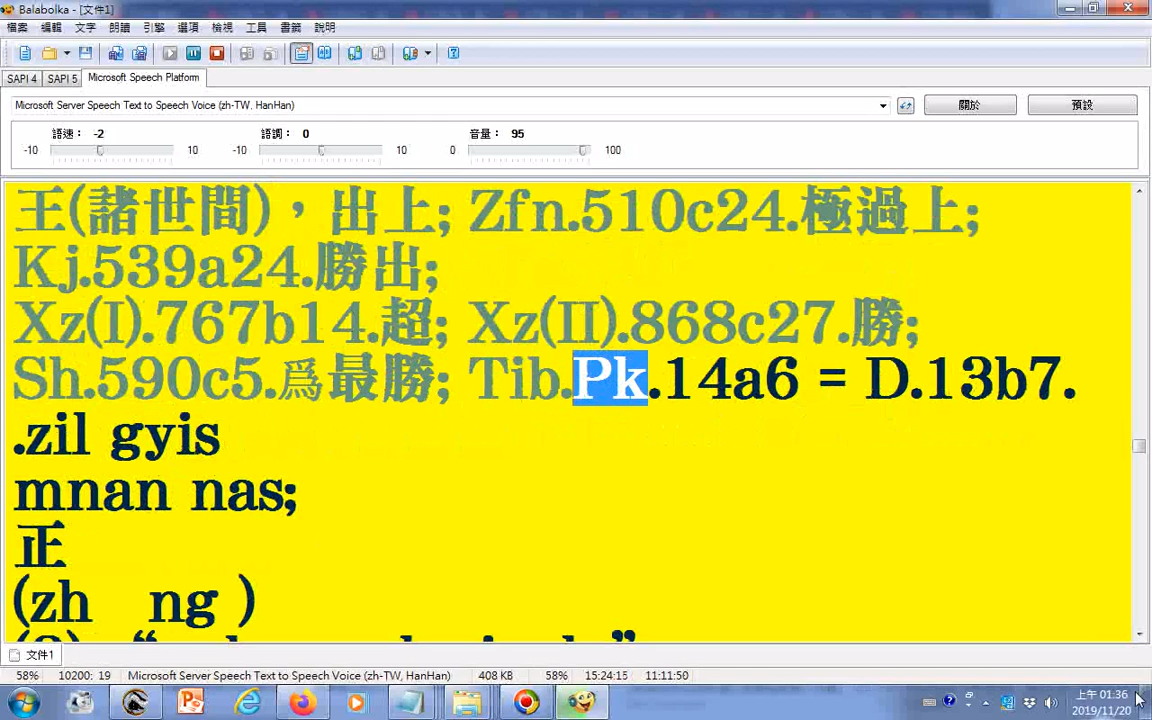 Balabolka - [文件1]
檔案 編輯 文字 朗讀 引擎 選項 檢視 工具 書籤 說明
SAPI 4 SAPI 5 Microsoft Speech Platform
Microsoft Server Speech Text to Speech Voice (zh-TW, HanHan) 關於 預設
語速： -2 語調： 0 音量： 95
-10 10 -10 10 0 100
王(諸世間)，出上; Zfn.510c24.極過上;
Kj.539a24.勝出;
Xz(I).767b14.超; Xz(II).868c27.勝;
Sh.590c5.爲最勝; Tib.Pk.14a6 = D.13b7.
.zil gyis
mnan nas;
正
(zh ng )
文件1
58% 10200: 19 Microsoft Server Speech Text to Speech Voice (zh-TW, HanHan) 408 KB 58% 15:24:15 11:11:50
上午 01:36
2019/11/20